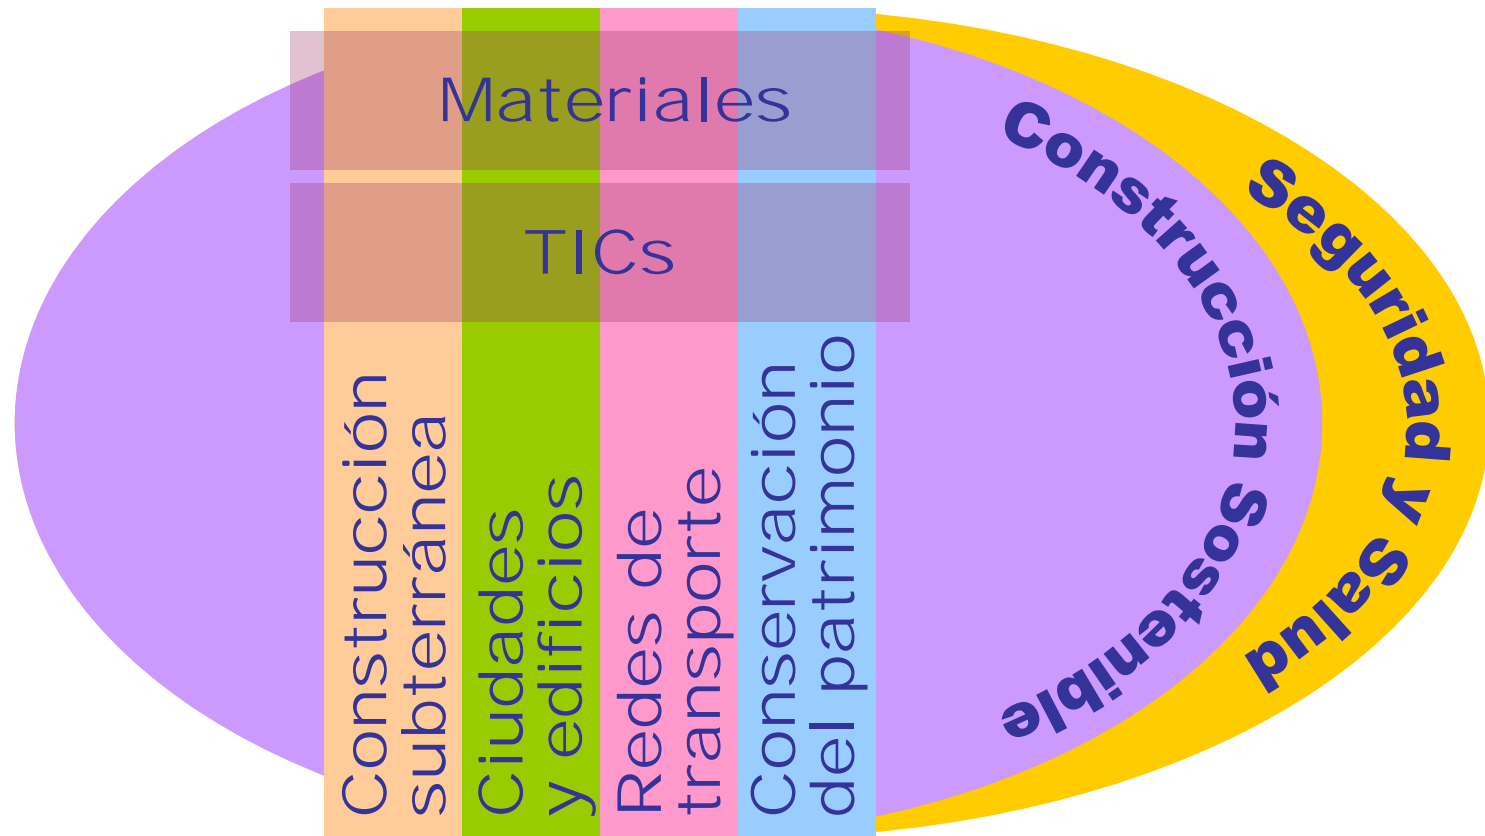 Materiales
TICs
Construcción
subterránea
Ciudades
y edificios
Redes de
transporte
Conservación
del patrimonio
Construcción Sostenible
Seguridad y Salud